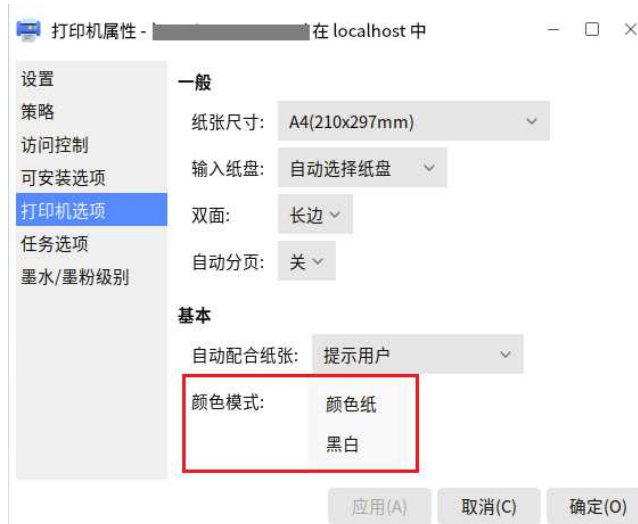 打印机属性 - 在 localhost 中
设置
策略
访问控制
可安装选项
打印机选项
任务选项
墨水/墨粉级别
一般
纸张尺寸: A4(210x297mm)
输入纸盘: 自动选择纸盘
双面: 长边
自动分页: 关
基本
自动配合纸张: 提示用户
颜色模式: 颜色纸
黑白
应用(A) 取消(C) 确定(O)